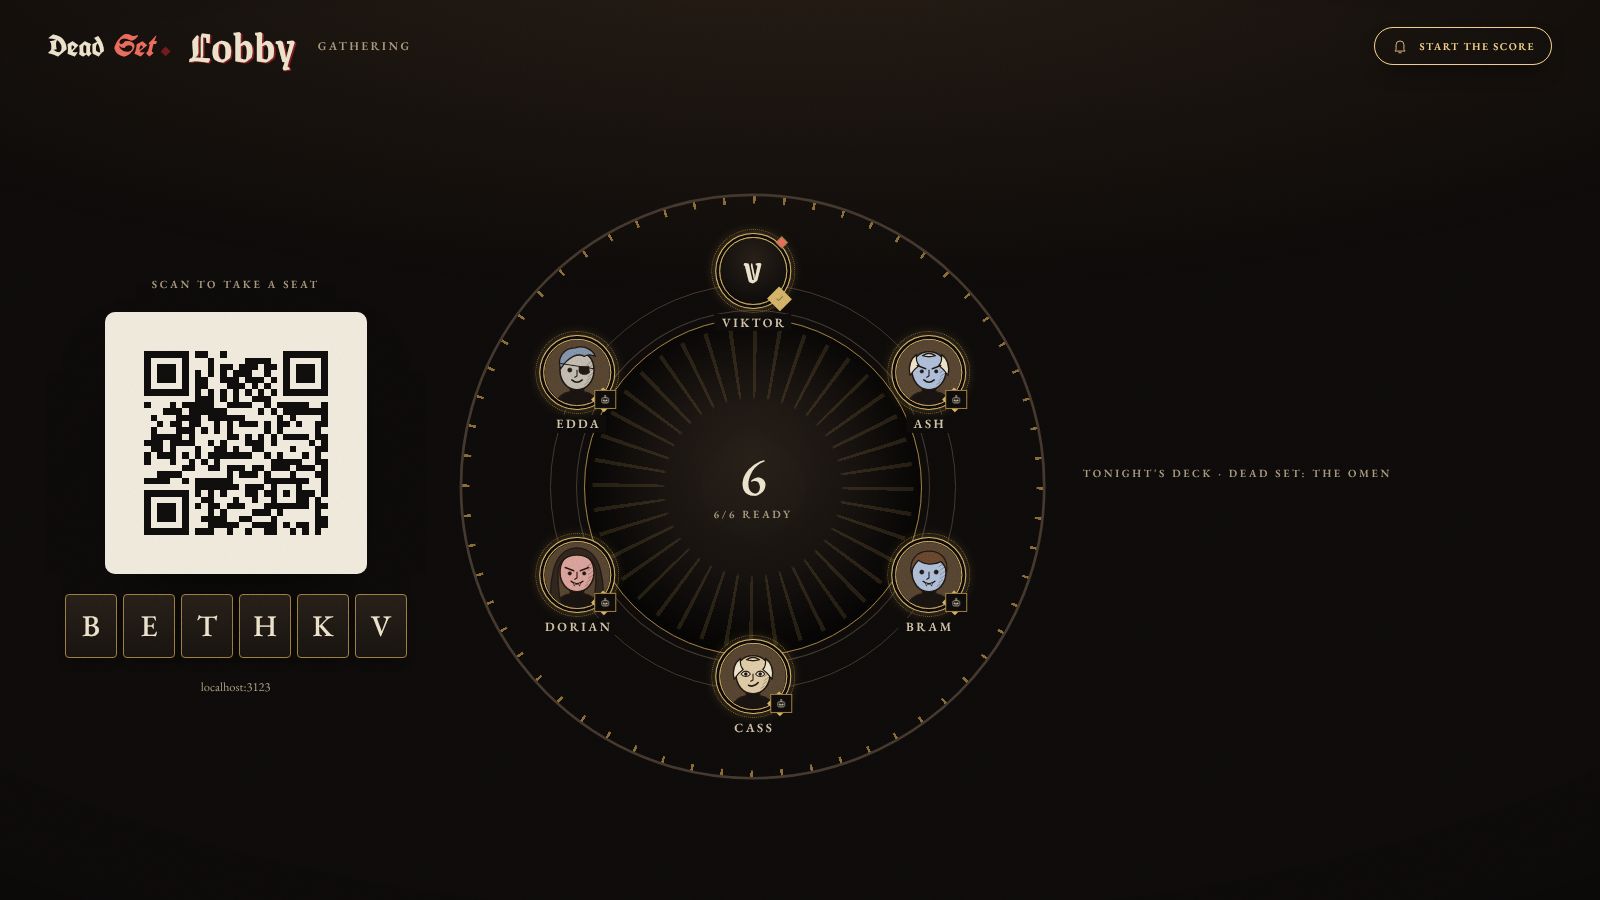 Dead Set Lobby GATHERING
START THE SCORE
SCAN TO TAKE A SEAT
B E T H K V
localhost:3123
V
VIKTOR
EDDA
ASH
6
6/6 READY
DORIAN
BRAM
CASS
TONIGHT'S DECK · DEAD SET: THE OMEN